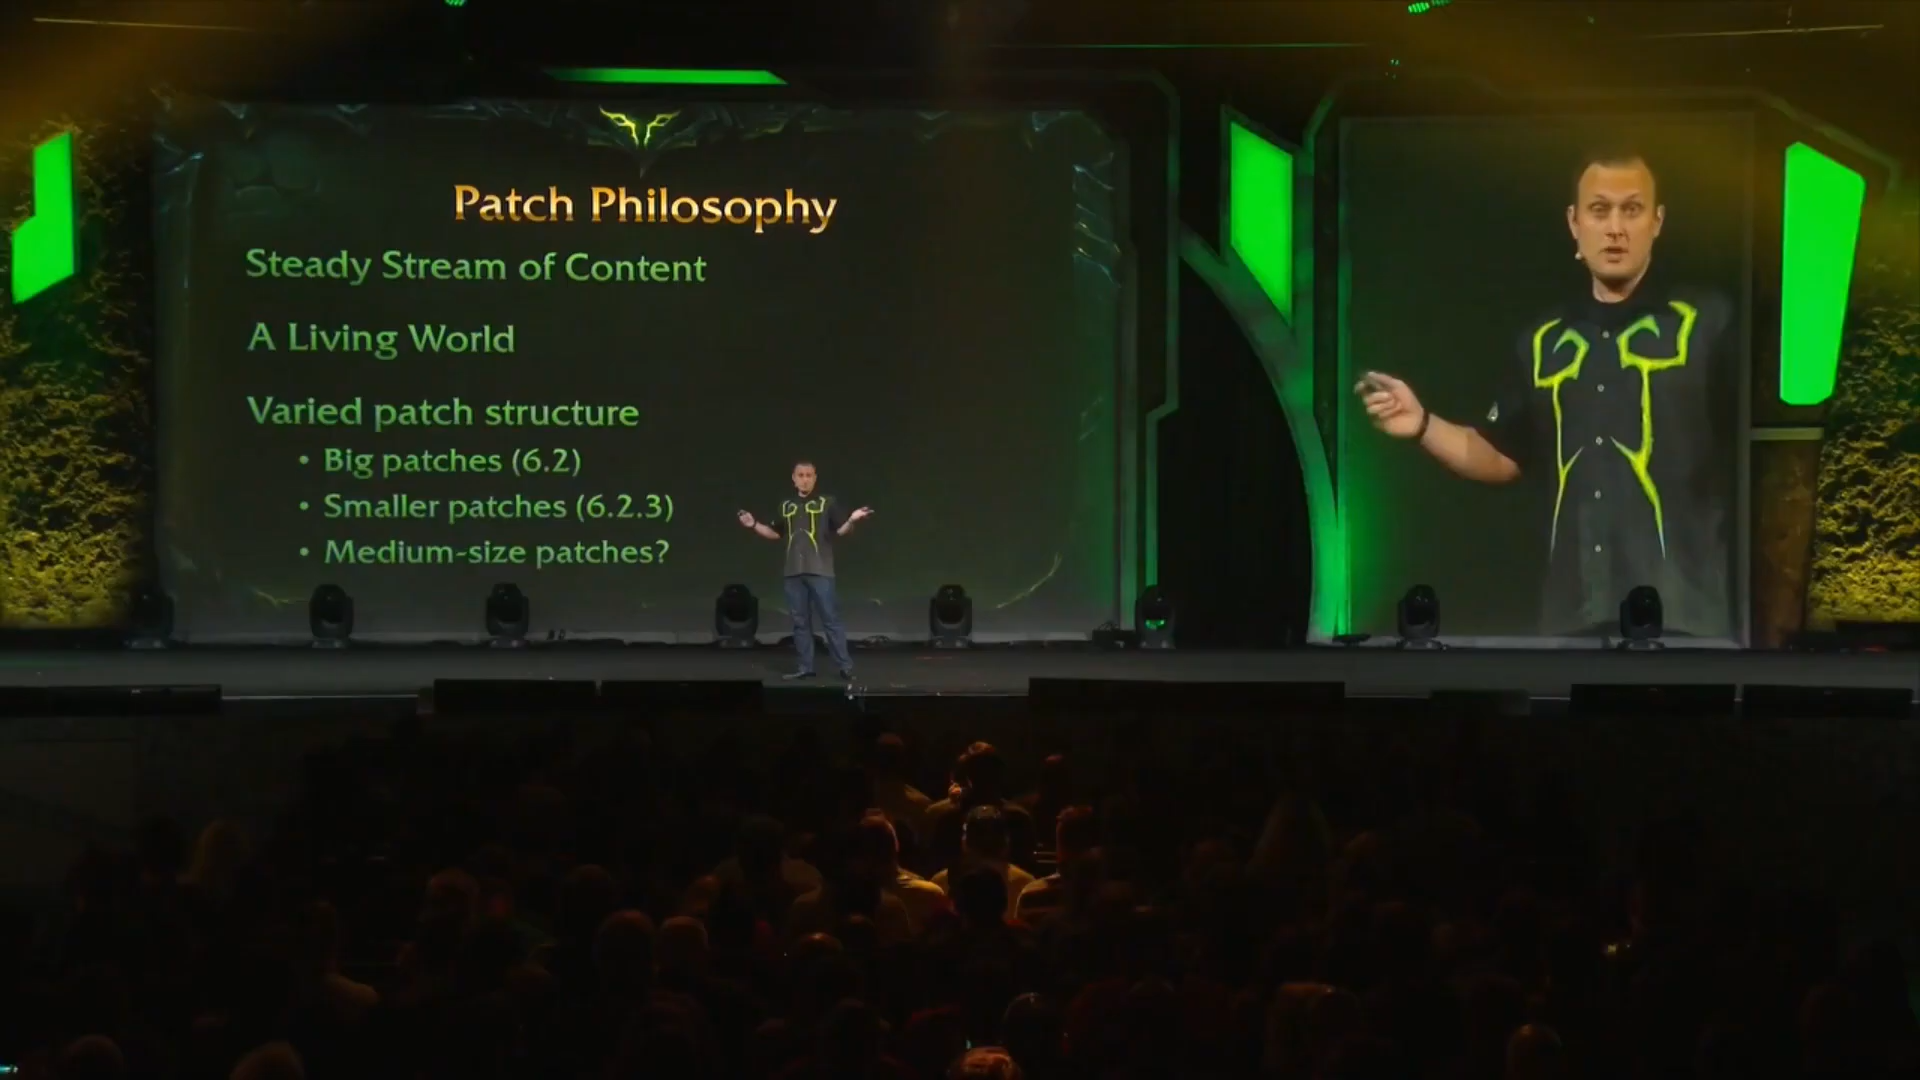 Patch Philosophy
Steady Stream of Content
A Living World
Varied patch structure
• Big patches (6.2)
• Smaller patches (6.2.3)
• Medium-size patches?